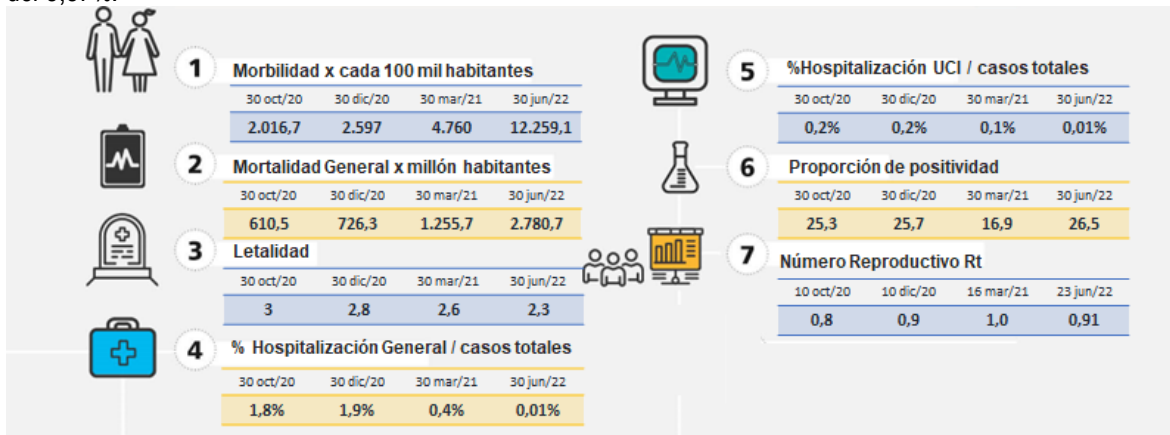 1 Morbilidad x cada 100 mil habitantes
30 oct/20 30 dic/20 30 mar/21 30 jun/22
2.016,7 2.597 4.760 12.259,1
2 Mortalidad General x millón habitantes
30 oct/20 30 dic/20 30 mar/21 30 jun/22
610,5 726,3 1.255,7 2.780,7
3 Letalidad
30 oct/20 30 dic/20 30 mar/21 30 jun/22
3 2,8 2,6 2,3
4 % Hospitalización General / casos totales
30 oct/20 30 dic/20 30 mar/21 30 jun/22
1,8% 1,9% 0,4% 0,01%
5 %Hospitalización UCI / casos totales
30 oct/20 30 dic/20 30 mar/21 30 jun/22
0,2% 0,2% 0,1% 0,01%
6 Proporción de positividad
30 oct/20 30 dic/20 30 mar/21 30 jun/22
25,3 25,7 16,9 26,5
7 Número Reproductivo Rt
10 oct/20 10 dic/20 16 mar/21 23 jun/22
0,8 0,9 1,0 0,91